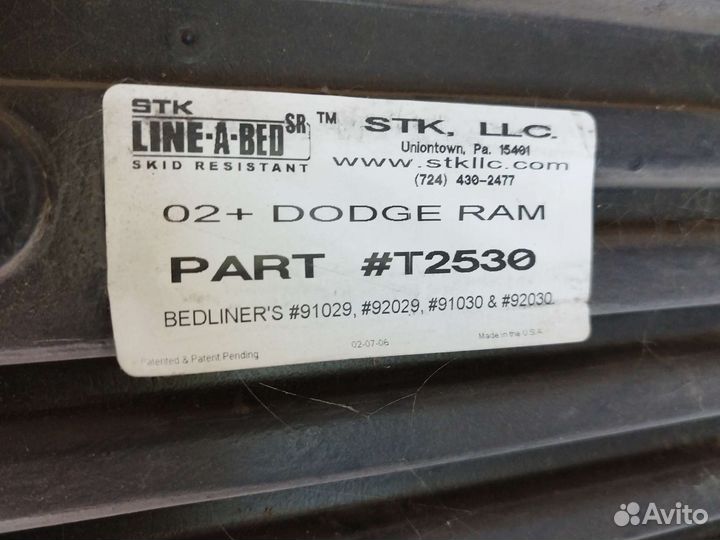 STK
LINE-A-BED SR ™
SKID RESISTANT
STK, LLC.
Uniontown, Pa. 15401
www.stkllc.com
(724) 430-2477
02+ DODGE RAM
PART #T2530
BEDLINER'S #91029, #92029, #91030 & #92030
Patented & Patent Pending
02-07-06
Made in the U.S.A.
Avito